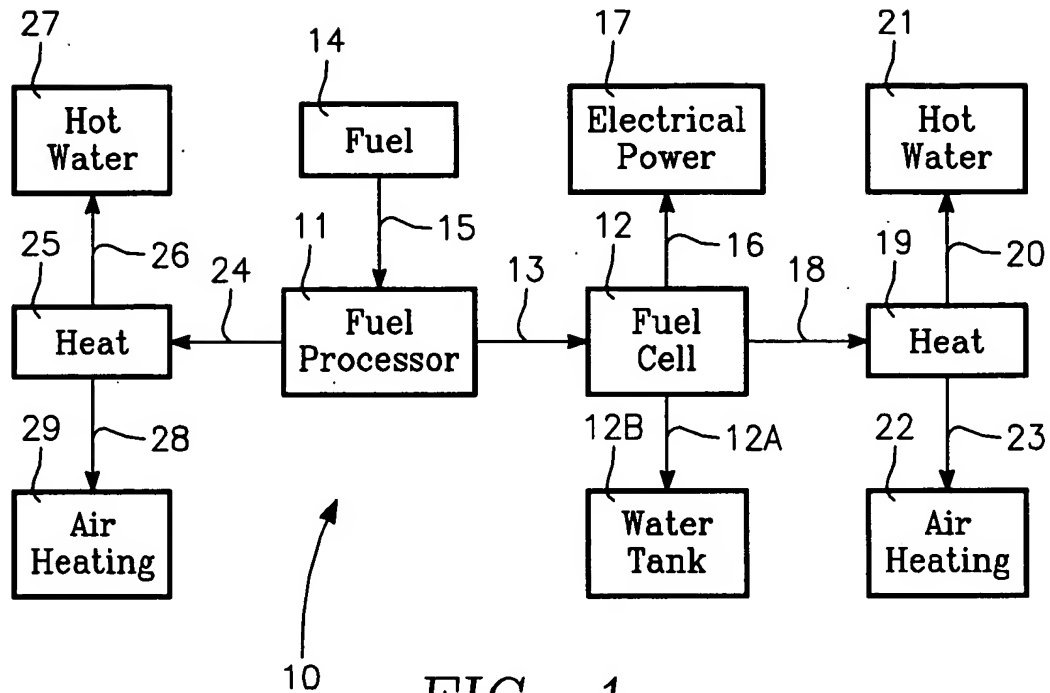 27
14
17
21
Hot
Water
Fuel
Electrical
Power
Hot
Water
25
26
24
11
15
13
12
16
18
19
20
Heat
Fuel
Processor
Fuel
Cell
Heat
29
28
12B
12A
22
23
Air
Heating
Water
Tank
Air
Heating
10
FIG. 1